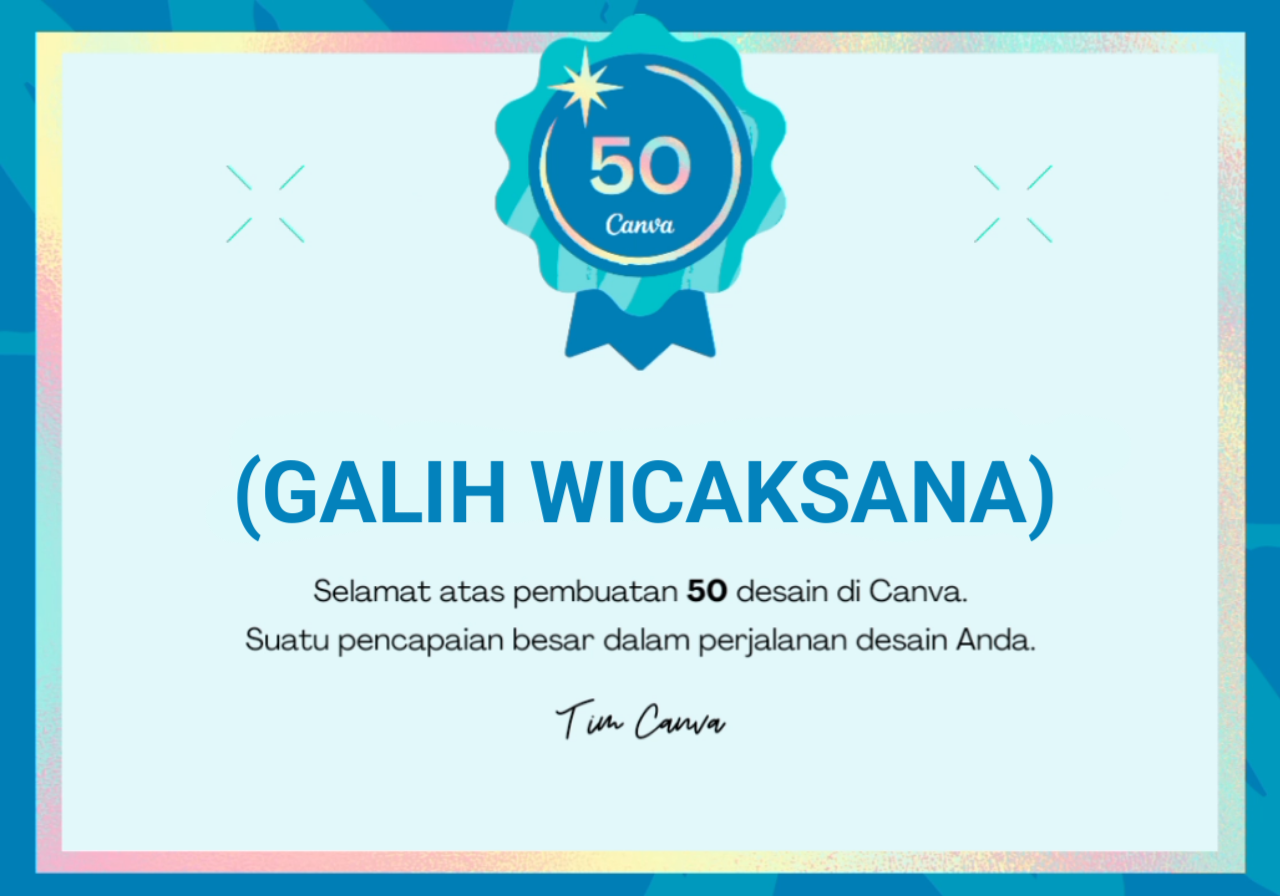 50
Canva
(GALIH WICAKSANA)
Selamat atas pembuatan 50 desain di Canva.
Suatu pencapaian besar dalam perjalanan desain Anda.
Tim Canva